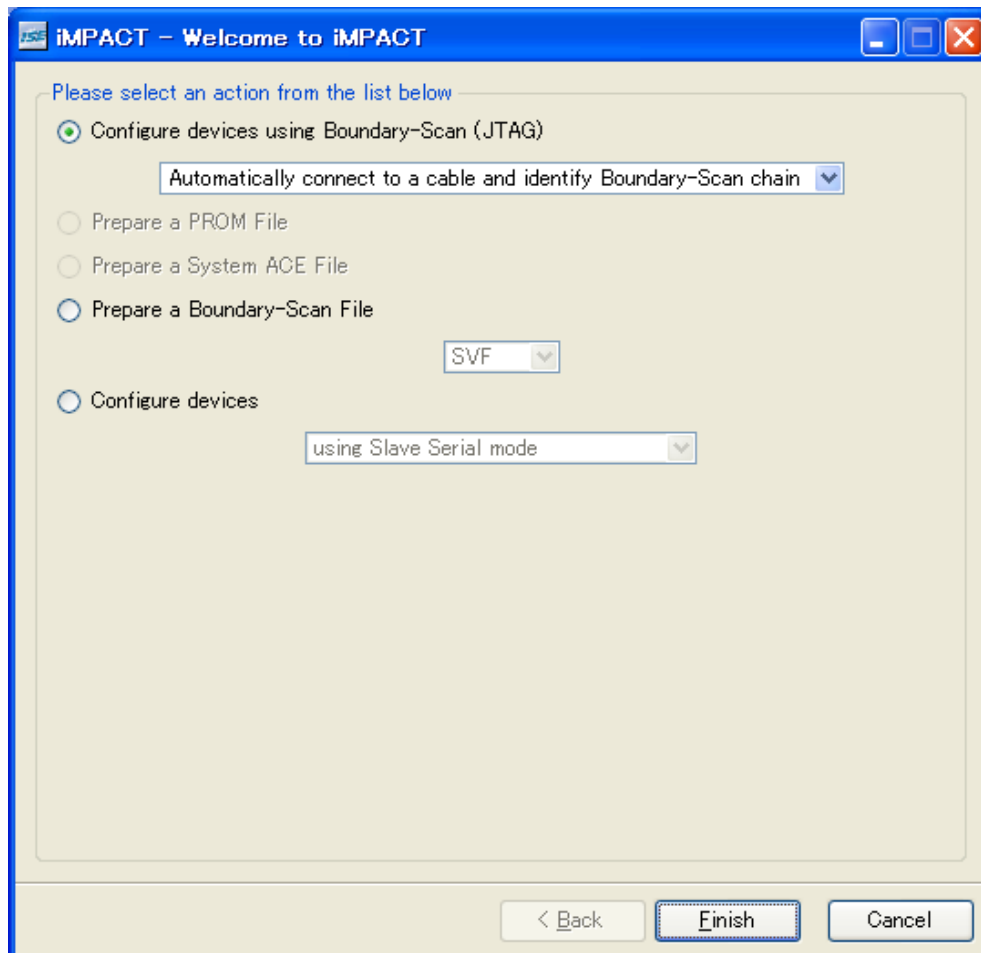 ISE iMPACT - Welcome to iMPACT
Please select an action from the list below
Configure devices using Boundary-Scan (JTAG)
Automatically connect to a cable and identify Boundary-Scan chain
Prepare a PROM File
Prepare a System ACE File
Prepare a Boundary-Scan File
SVF
Configure devices
using Slave Serial mode
< Back Finish Cancel